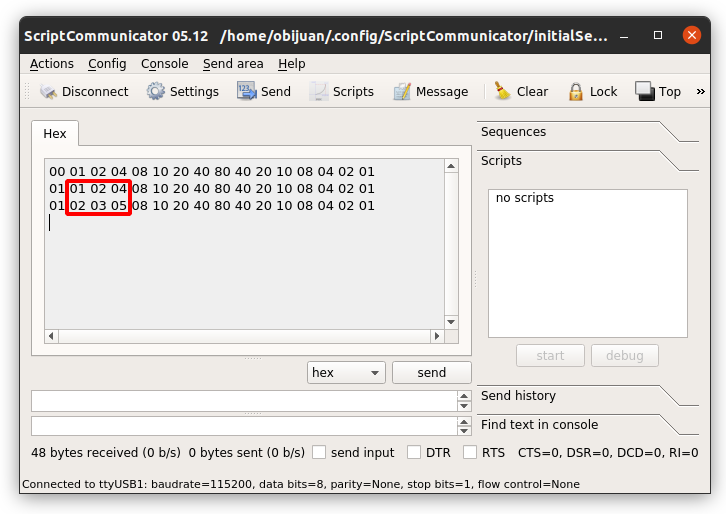 ScriptCommunicator 05.12 /home/obijuan/.config/ScriptCommunicator/initialSe...
Actions Config Console Send area Help
Disconnect Settings Send Scripts Message Clear Lock Top »
Hex
00 01 02 04 08 10 20 40 80 40 20 10 08 04 02 01
01 01 02 04 08 10 20 40 80 40 20 10 08 04 02 01
01 02 03 05 08 10 20 40 80 40 20 10 08 04 02 01
Sequences
Scripts
no scripts
start debug
hex send
Send history
Find text in console
48 bytes received (0 b/s) 0 bytes sent (0 b/s) send input DTR RTS CTS=0, DSR=0, DCD=0, RI=0
Connected to ttyUSB1: baudrate=115200, data bits=8, parity=None, stop bits=1, flow control=None